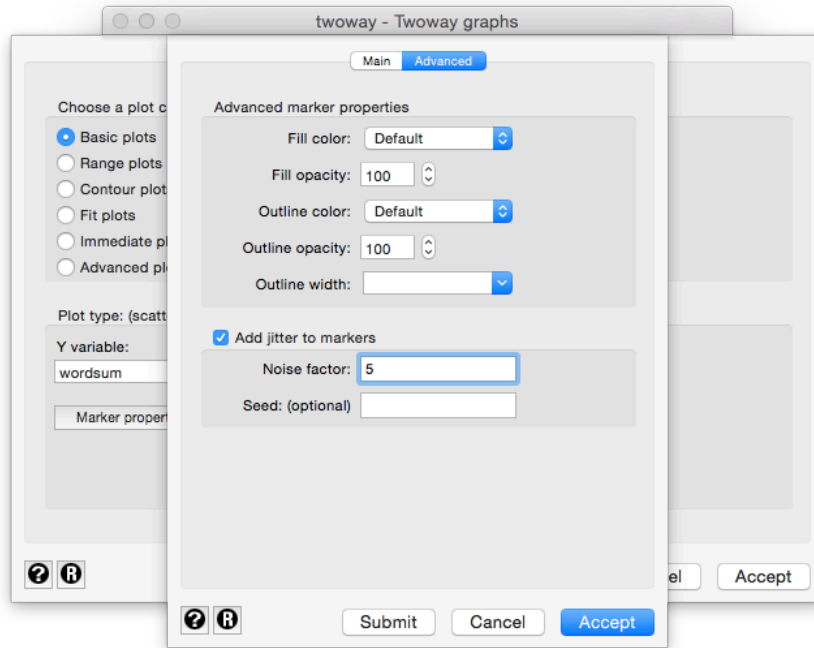 twoway - Twoway graphs
Main Advanced
Choose a plot c
Basic plots
Range plots
Contour plot
Fit plots
Immediate pl
Advanced plo
Plot type: (scatt
Y variable:
wordsum
Marker propert
Advanced marker properties
Fill color: Default
Fill opacity: 100
Outline color: Default
Outline opacity: 100
Outline width:
Add jitter to markers
Noise factor: 5
Seed: (optional)
? R
el Accept
? R Submit Cancel Accept